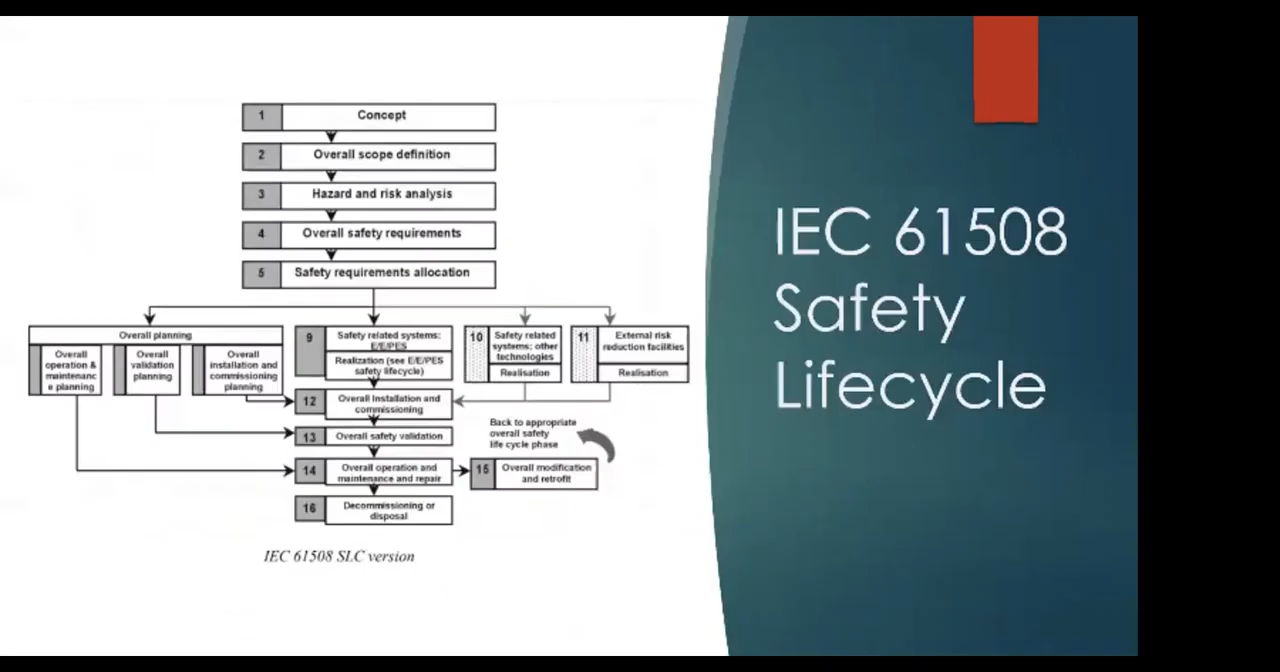 1
Concept
2
Overall scope definition
3
Hazard and risk analysis
4
Overall safety requirements
5
Safety requirements allocation
Overall planning
Overall
operation &
maintenanc
e planning
Overall
validation
planning
Overall
installation and
commissioning
planning
9
Safety related systems:
E/E/PES
Realization (see E/E/PES
safety lifecycle)
10
Safety related
systems: other
technologies
Realisation
11
External risk
reduction facilities
Realisation
12
Overall Installation and
commissioning
13
Overall safety validation
Back to appropriate
overall safety
life cycle phase
14
Overall operation and
maintenance and repair
15
Overall modification
and retrofit
16
Decommissioning or
disposal
IEC 61508 SLC version
IEC 61508
Safety
Lifecycle